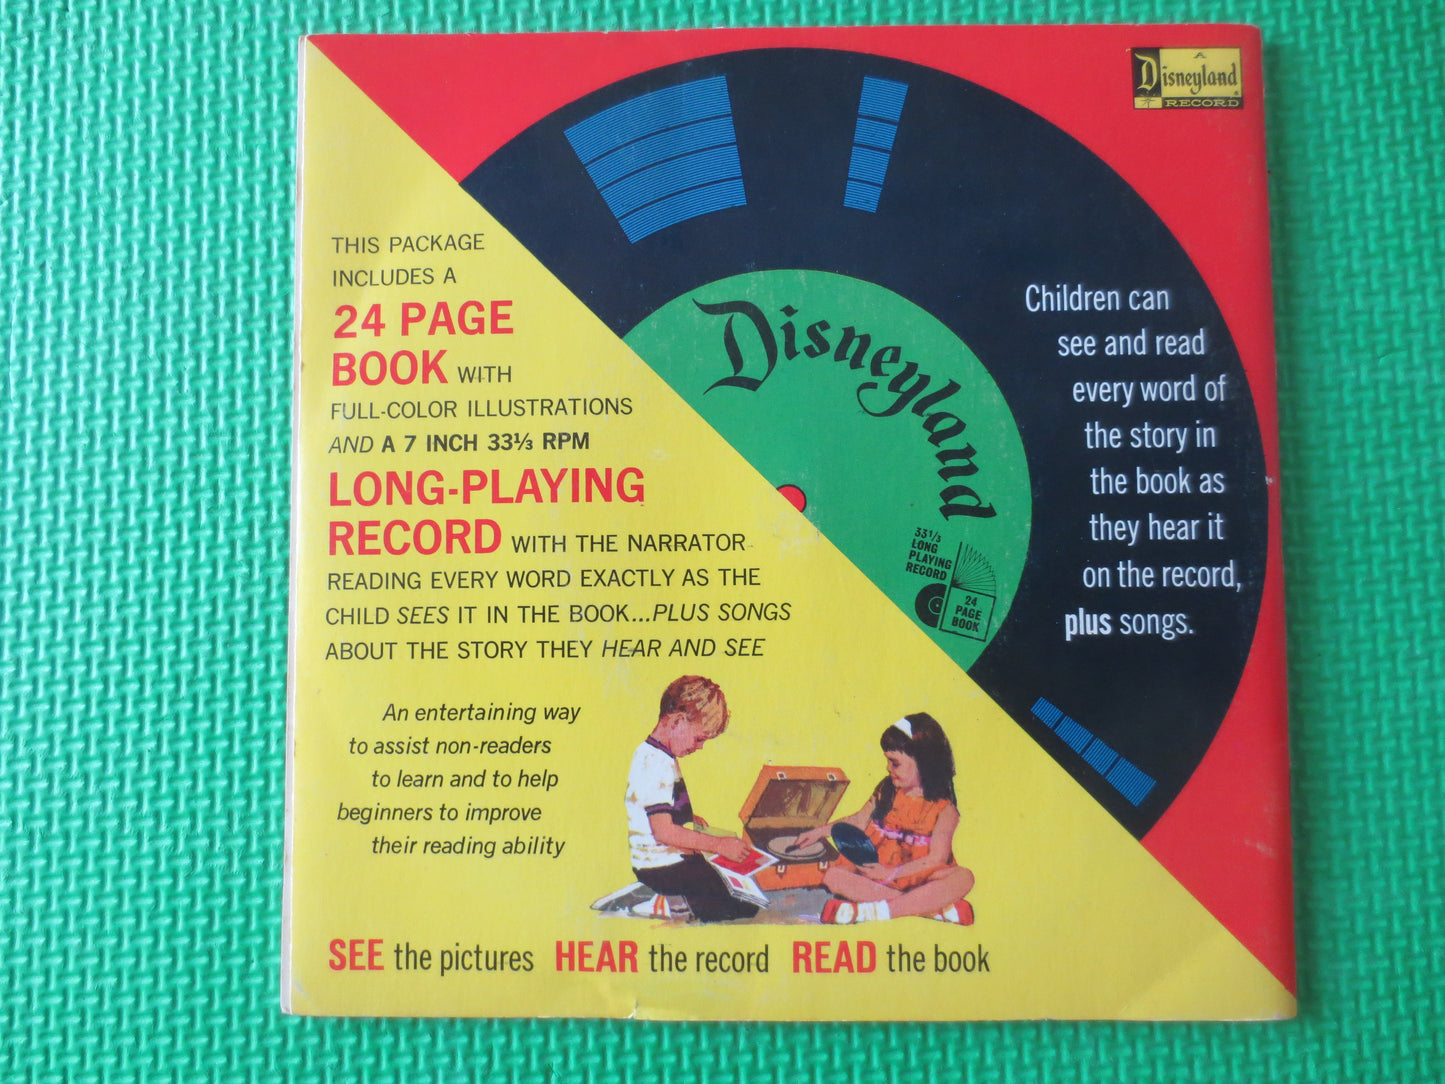 A
Disneyland
RECORD
THIS PACKAGE
INCLUDES A
24 PAGE
BOOK WITH
FULL-COLOR ILLUSTRATIONS
AND A 7 INCH 33⅓ RPM
LONG-PLAYING
RECORD WITH THE NARRATOR
READING EVERY WORD EXACTLY AS THE
CHILD SEES IT IN THE BOOK...PLUS SONGS
ABOUT THE STORY THEY HEAR AND SEE
An entertaining way
to assist non-readers
to learn and to help
beginners to improve
their reading ability
Disneyland
33⅓
LONG
PLAYING
RECORD
24
PAGE
BOOK
Children can
see and read
every word of
the story in
the book as
they hear it
on the record,
plus songs.
SEE the pictures HEAR the record READ the book